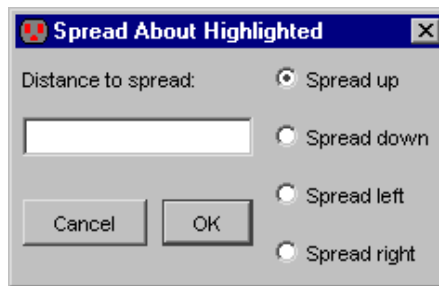 Spread About Highlighted
Distance to spread:
Spread up
Spread down
Spread left
Spread right
Cancel
OK